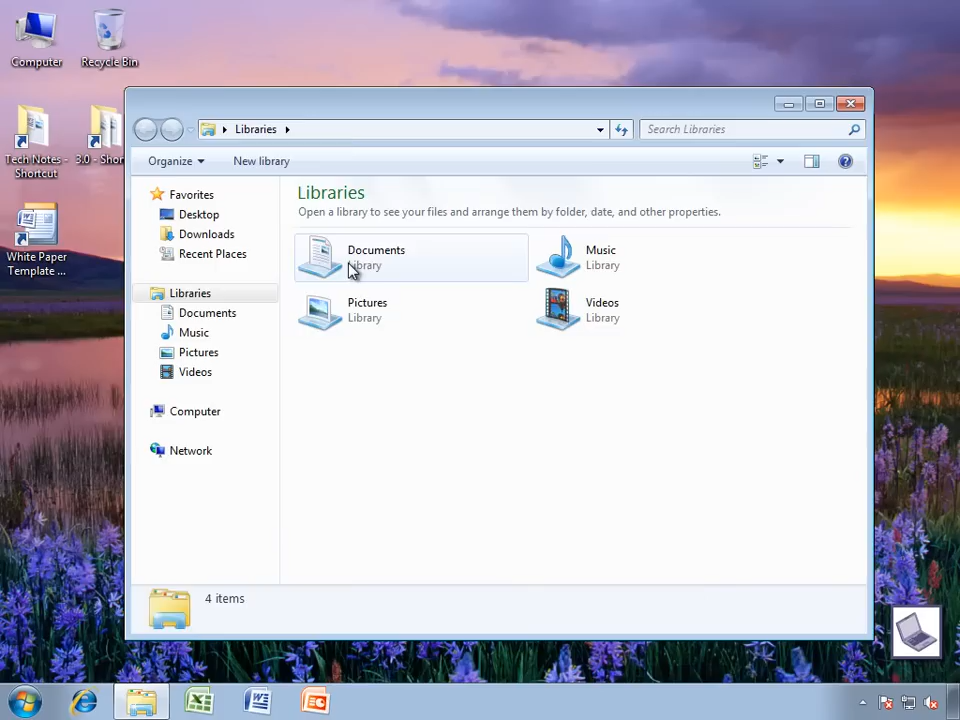 Computer
Recycle Bin
Tech Notes -
Shortcut
3.0 - Shor
White Paper
Template ...
Libraries
Search Libraries
Organize
New library
Favorites
Desktop
Downloads
Recent Places
Libraries
Documents
Music
Pictures
Videos
Computer
Network
Libraries
Open a library to see your files and arrange them by folder, date, and other properties.
Documents
Library
Music
Library
Pictures
Library
Videos
Library
4 items